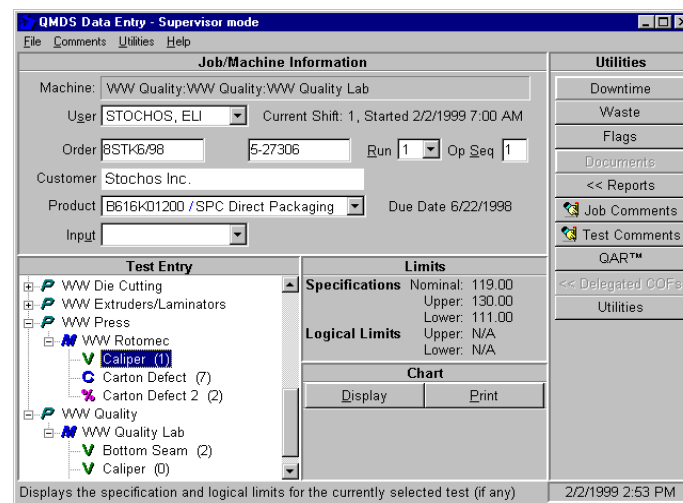 QMDS Data Entry - Supervisor mode
File Comments Utilities Help
Job/Machine Information
Machine: WW Quality:WW Quality:WW Quality Lab
User STOCHOS, ELI Current Shift: 1, Started 2/2/1999 7:00 AM
Order 8STK6/98 5-27306 Run 1 Op Seq 1
Customer Stochos Inc.
Product B616K01200 / SPC Direct Packaging Due Date 6/22/1998
Input
Test Entry
WW Die Cutting
WW Extruders/Laminators
WW Press
WW Rotomec
V Caliper (1)
C Carton Defect (7)
% Carton Defect 2 (2)
WW Quality
WW Quality Lab
V Bottom Seam (2)
V Caliper (0)
Limits
Specifications Nominal: 119.00
Upper: 130.00
Lower: 111.00
Logical Limits Upper: N/A
Lower: N/A
Chart
Display Print
Utilities
Downtime
Waste
Flags
Documents
<< Reports
Job Comments
Test Comments
QAR™
<< Delegated COFs
Utilities
Displays the specification and logical limits for the currently selected test (if any) 2/2/1999 2:53 PM